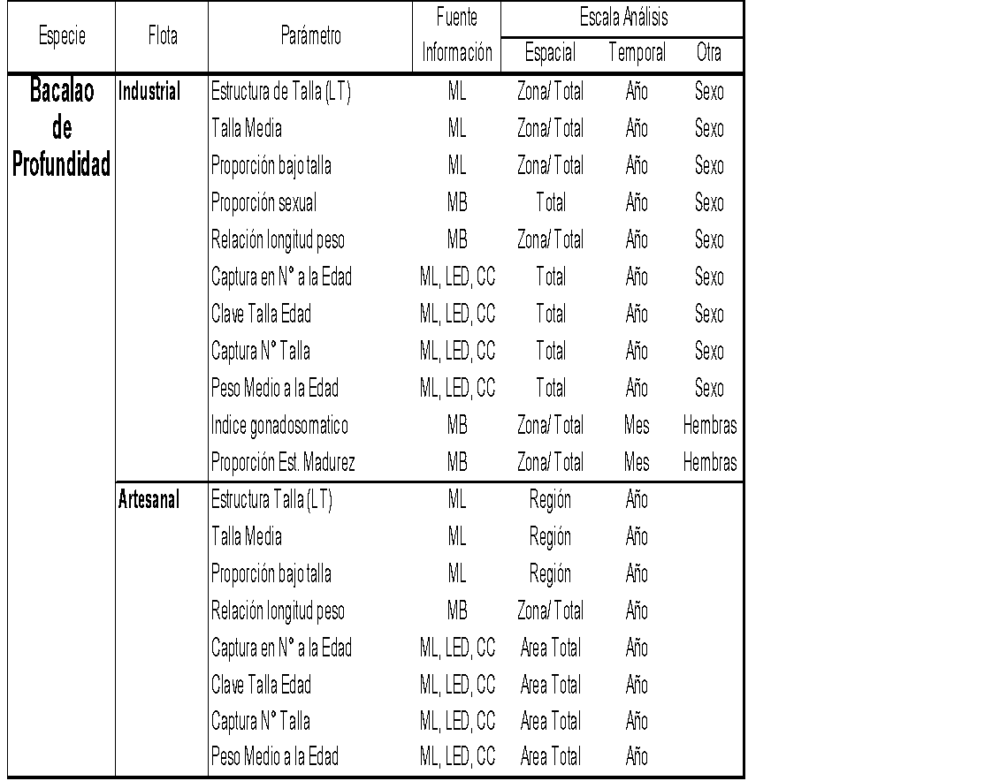 Especie Flota Parámetro Fuente Información Escala Análisis
Espacial Temporal Otra
Bacalao de Profundidad Industrial Estructura de Talla (LT) ML Zona/ Total Año Sexo
Talla Media ML Zona/ Total Año Sexo
Proporción bajo talla ML Zona/ Total Año Sexo
Proporción sexual MB Total Año Sexo
Relación longitud peso MB Zona/ Total Año Sexo
Captura en N° a la Edad ML, LED, CC Total Año Sexo
Clave Talla Edad ML, LED, CC Total Año Sexo
Captura N° Talla ML, LED, CC Total Año Sexo
Peso Medio a la Edad ML, LED, CC Total Año Sexo
Indice gonadosomatico MB Zona/ Total Mes Hembras
Proporción Est. Madurez MB Zona/ Total Mes Hembras
Artesanal Estructura Talla (LT) ML Región Año
Talla Media ML Región Año
Proporción bajo talla ML Región Año
Relación longitud peso MB Zona/ Total Año
Captura en N° a la Edad ML, LED, CC Area Total Año
Clave Talla Edad ML, LED, CC Area Total Año
Captura N° Talla ML, LED, CC Area Total Año
Peso Medio a la Edad ML, LED, CC Area Total Año